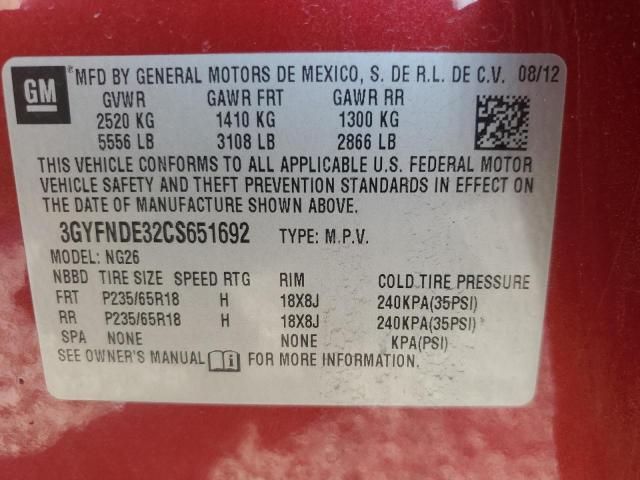 GM ® MFD BY GENERAL MOTORS DE MEXICO, S. DE R.L. DE C.V. 08/12
GVWR GAWR FRT GAWR RR
2520 KG 1410 KG 1300 KG
5556 LB 3108 LB 2866 LB
THIS VEHICLE CONFORMS TO ALL APPLICABLE U.S. FEDERAL MOTOR
VEHICLE SAFETY AND THEFT PREVENTION STANDARDS IN EFFECT ON
THE DATE OF MANUFACTURE SHOWN ABOVE.
3GYFNDE32CS651692 TYPE: M.P.V.
MODEL: NG26
NBBD TIRE SIZE SPEED RTG RIM COLD TIRE PRESSURE
FRT P235/65R18 H 18X8J 240KPA(35PSI)
RR P235/65R18 H 18X8J 240KPA(35PSI)
SPA NONE NONE KPA(PSI)
SEE OWNER'S MANUAL FOR MORE INFORMATION.